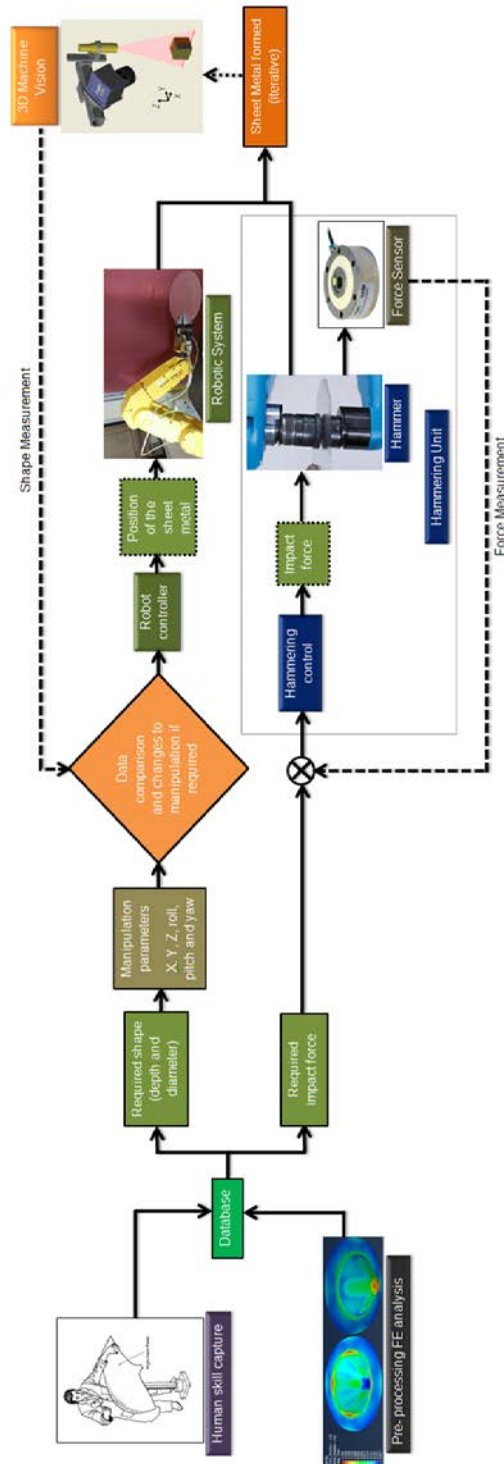 Human skill capture
Pre- processing FE analysis
Database
Required shape
(depth and
diameter)
Required
impact force
Manipulation
parameters
X, Y, Z, roll,
pitch and yaw
Data
comparison
and changes to
manipulation if
required
Robot
controller
Position
of the
sheet
metal
Robotic System
Hammering
control
Impact
force
Hammer
Hammering Unit
Force Sensor
Sheet Metal formed
(iterative)
3D Machine
Vision
Z
Y
X
Shape Measurement
Force Measurement